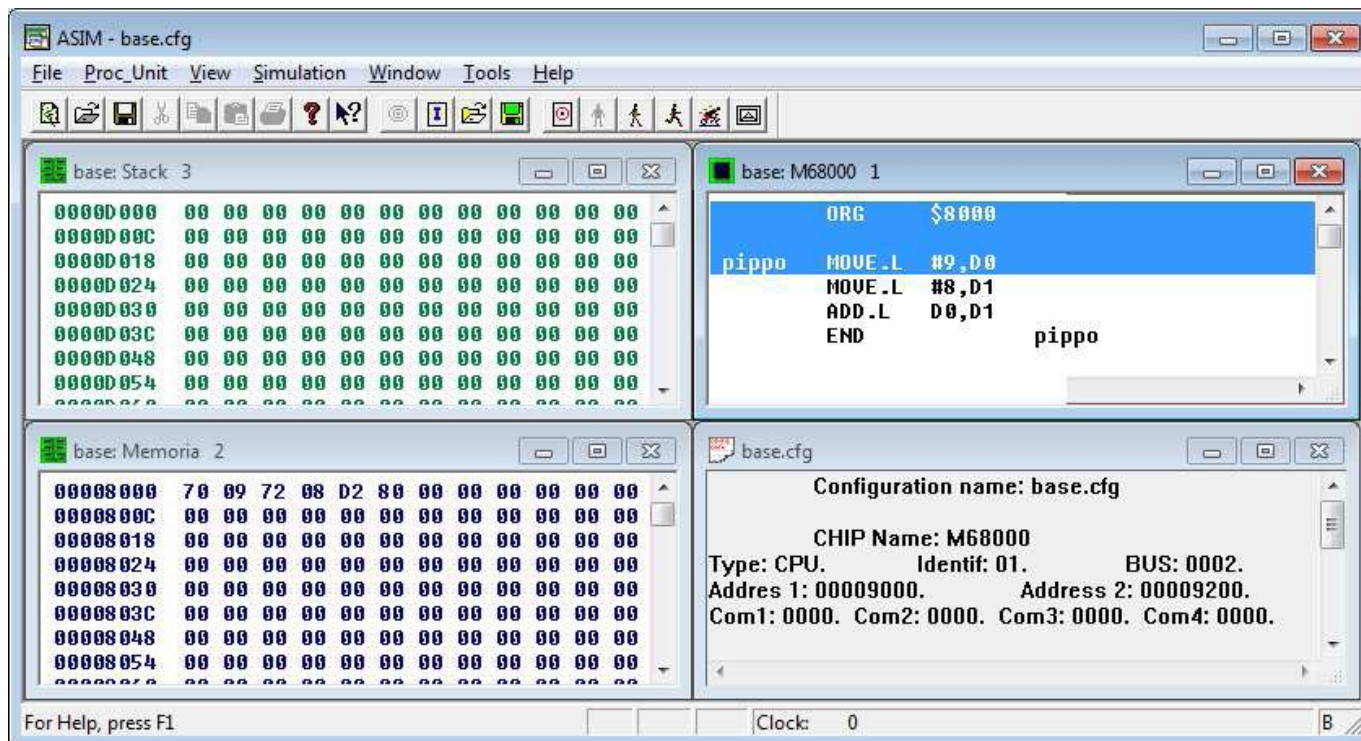 ASIM - base.cfg
File Proc_Unit View Simulation Window Tools Help
base: Stack 3
0000D000 00 00 00 00 00 00 00 00 00 00 00 00
0000D00C 00 00 00 00 00 00 00 00 00 00 00 00
0000D018 00 00 00 00 00 00 00 00 00 00 00 00
0000D024 00 00 00 00 00 00 00 00 00 00 00 00
0000D030 00 00 00 00 00 00 00 00 00 00 00 00
0000D03C 00 00 00 00 00 00 00 00 00 00 00 00
0000D048 00 00 00 00 00 00 00 00 00 00 00 00
0000D054 00 00 00 00 00 00 00 00 00 00 00 00
base: M68000 1
ORG $8000
pippo MOVE.L #9,D0
MOVE.L #8,D1
ADD.L D0,D1
END pippo
base: Memoria 2
00008000 70 09 72 08 D2 80 00 00 00 00 00 00
0000800C 00 00 00 00 00 00 00 00 00 00 00 00
00008018 00 00 00 00 00 00 00 00 00 00 00 00
00008024 00 00 00 00 00 00 00 00 00 00 00 00
00008030 00 00 00 00 00 00 00 00 00 00 00 00
0000803C 00 00 00 00 00 00 00 00 00 00 00 00
00008048 00 00 00 00 00 00 00 00 00 00 00 00
00008054 00 00 00 00 00 00 00 00 00 00 00 00
base.cfg
Configuration name: base.cfg
CHIP Name: M68000
Type: CPU. Identif: 01. BUS: 0002.
Addres 1: 00009000. Address 2: 00009200.
Com1: 0000. Com2: 0000. Com3: 0000. Com4: 0000.
For Help, press F1
Clock: 0
B